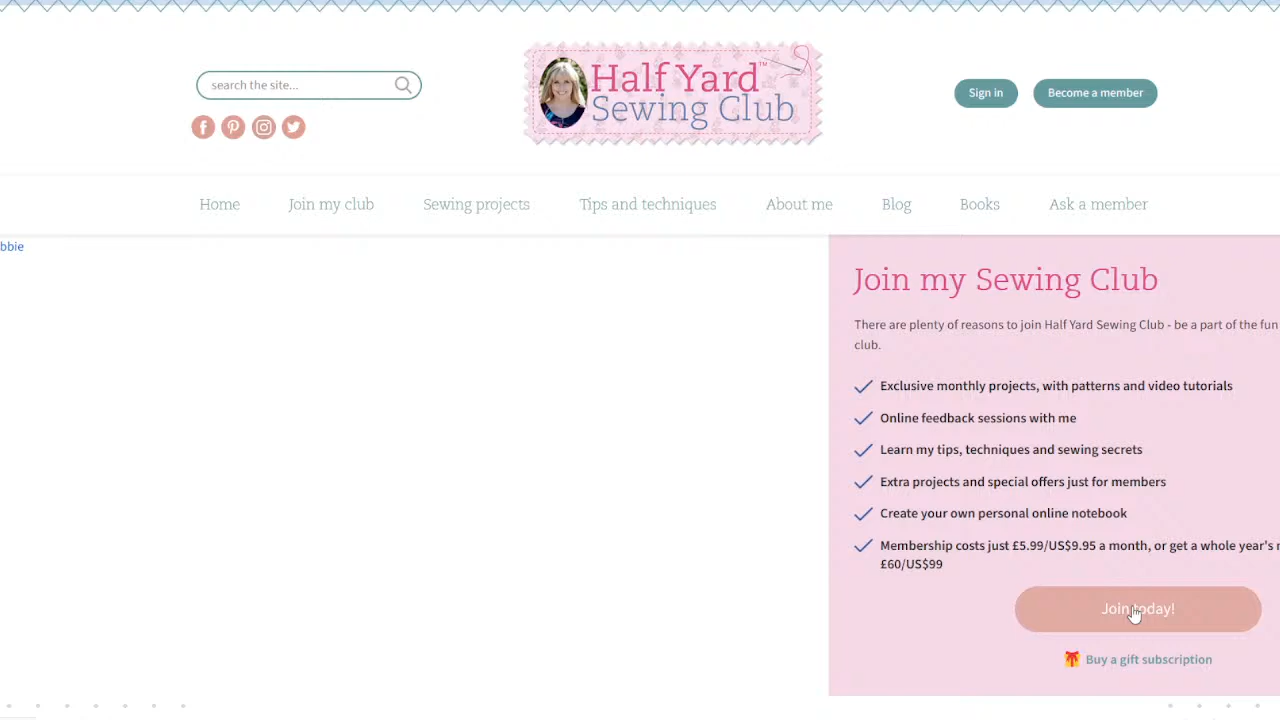 search the site...
Half Yard™
Sewing Club
Sign in
Become a member
Home
Join my club
Sewing projects
Tips and techniques
About me
Blog
Books
Ask a member
bbie
Join my Sewing Club
There are plenty of reasons to join Half Yard Sewing Club - be a part of the fun
club.
Exclusive monthly projects, with patterns and video tutorials
Online feedback sessions with me
Learn my tips, techniques and sewing secrets
Extra projects and special offers just for members
Create your own personal online notebook
Membership costs just £5.99/US$9.95 a month, or get a whole year's
£60/US$99
Join today!
Buy a gift subscription